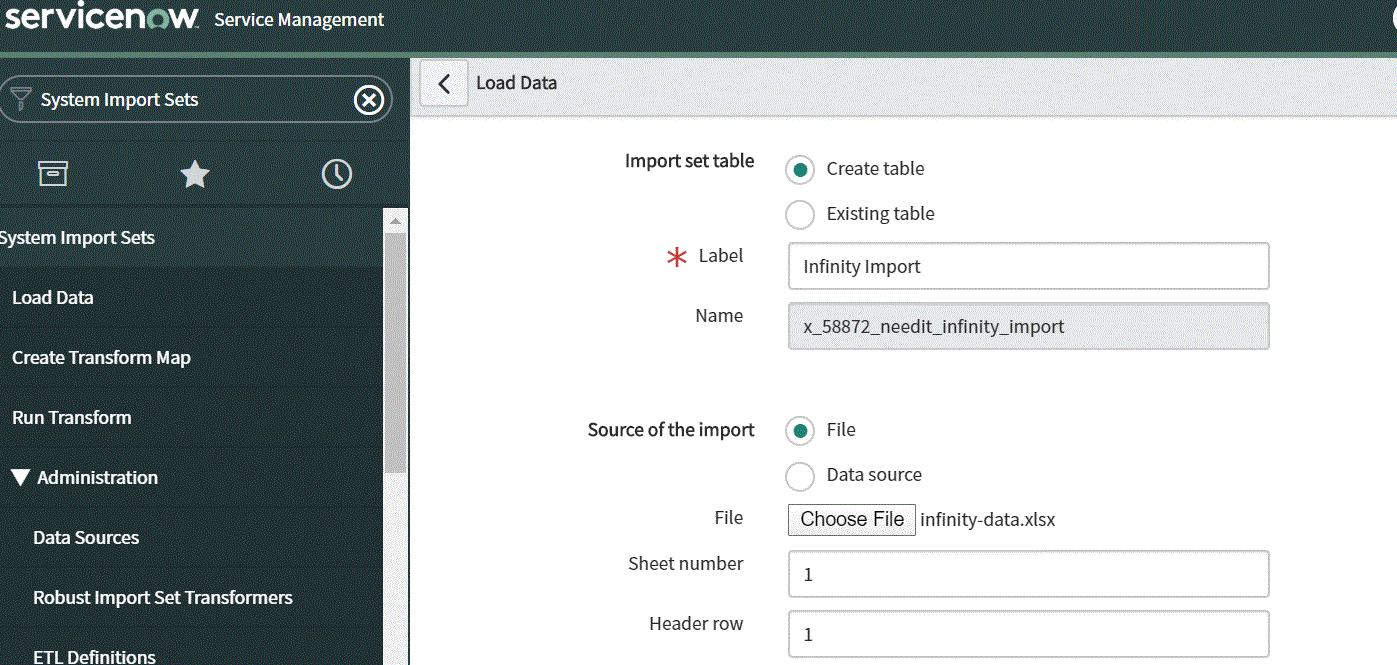 servicenow Service Management
System Import Sets
Load Data
System Import Sets
Load Data
Create Transform Map
Run Transform
Administration
Data Sources
Robust Import Set Transformers
ETL Definitions
Import set table
Create table
Existing table
* Label
Infinity Import
Name
x_58872_needit_infinity_import
Source of the import
File
Data source
File
Choose File infinity-data.xlsx
Sheet number
1
Header row
1